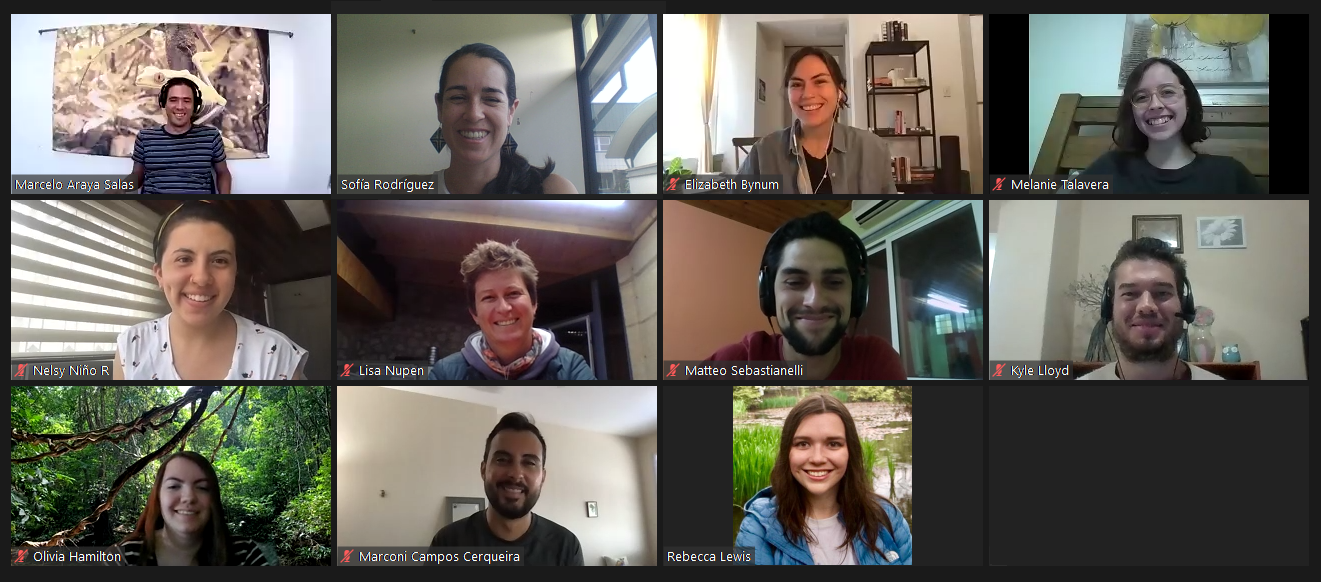 Marcelo Araya Salas
Sofía Rodríguez
Elizabeth Bynum
Melanie Talavera
Nelsy Niño R
Lisa Nupen
Matteo Sebastianelli
Kyle Lloyd
Olivia Hamilton
Marconi Campos Cerqueira
Rebecca Lewis